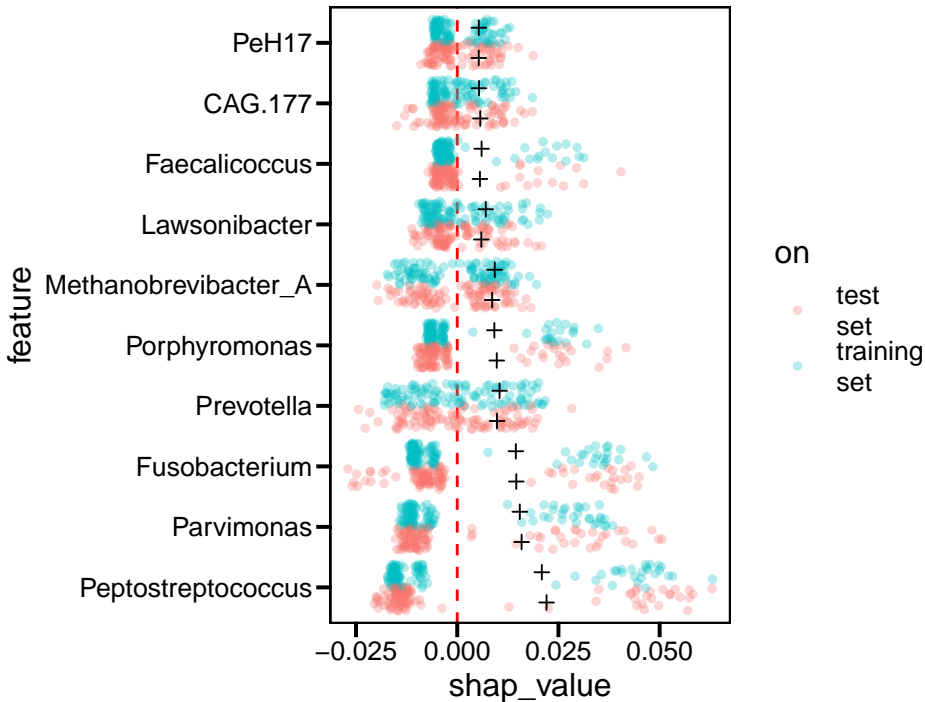 PeH17
CAG.177
Faecalicoccus
Lawsonibacter
Methanobrevibacter_A
Porphyromonas
Prevotella
Fusobacterium
Parvimonas
Peptostreptococcus
feature
−0.025 0.000 0.025 0.050
shap_value
on
test
set
training
set